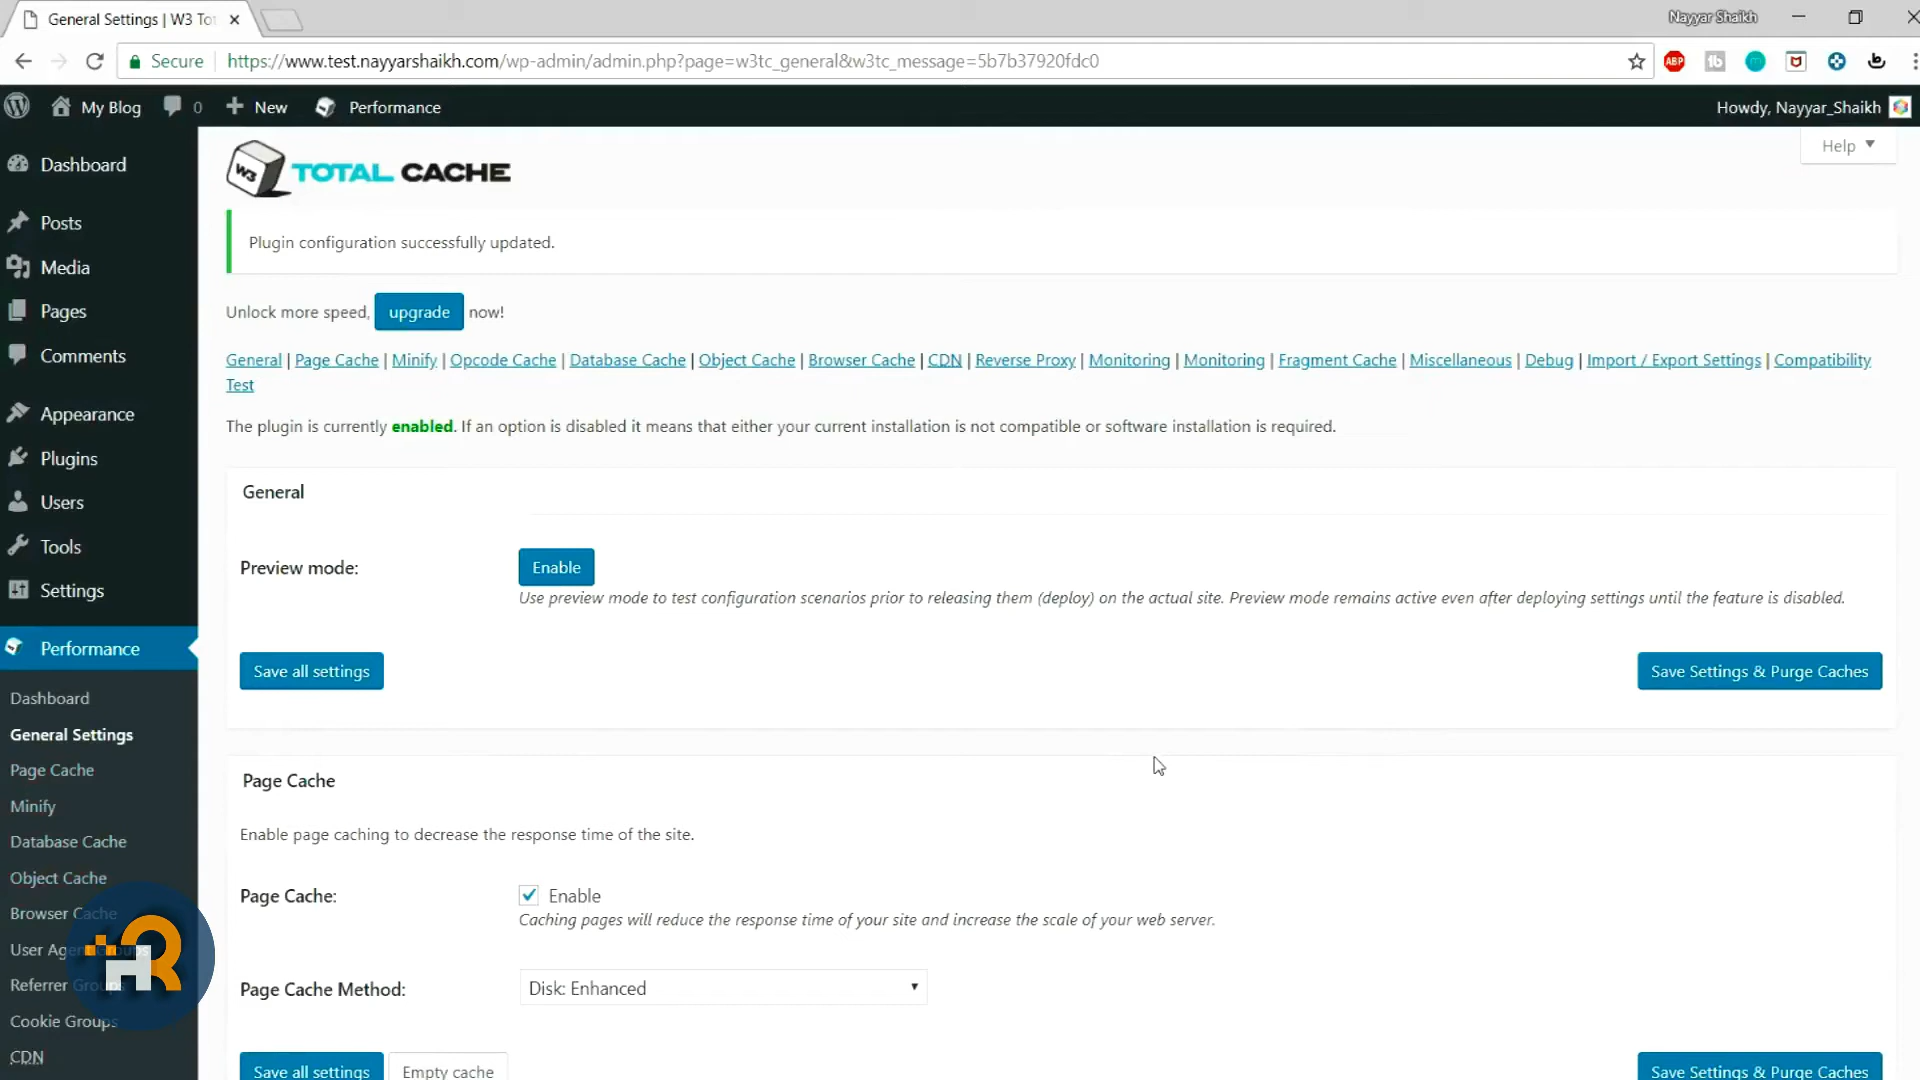 General Settings | W3 To
Nayyar Shaikh
Secure
https://www.test.nayyarshaikh.com/wp-admin/admin.php?page=w3tc_general&w3tc_message=5b7b37920fdc0
ABP
My Blog
0
New
Performance
Howdy, Nayyar_Shaikh
Dashboard
Posts
Media
Pages
Comments
Appearance
Plugins
Users
Tools
Settings
Performance
Dashboard
General Settings
Page Cache
Minify
Database Cache
Object Cache
Browser Cache
User Agent Groups
Referrer Groups
Cookie Groups
CDN
HR
Help
W3 TOTAL CACHE
Plugin configuration successfully updated.
Unlock more speed, upgrade now!
General | Page Cache | Minify | Opcode Cache | Database Cache | Object Cache | Browser Cache | CDN | Reverse Proxy | Monitoring | Monitoring | Fragment Cache | Miscellaneous | Debug | Import / Export Settings | Compatibility
Test
The plugin is currently enabled. If an option is disabled it means that either your current installation is not compatible or software installation is required.
General
Preview mode:
Enable
Use preview mode to test configuration scenarios prior to releasing them (deploy) on the actual site. Preview mode remains active even after deploying settings until the feature is disabled.
Save all settings
Save Settings & Purge Caches
Page Cache
Enable page caching to decrease the response time of the site.
Page Cache:
Enable
Caching pages will reduce the response time of your site and increase the scale of your web server.
Page Cache Method:
Disk: Enhanced
Save all settings
Empty cache
Save Settings & Purge Caches